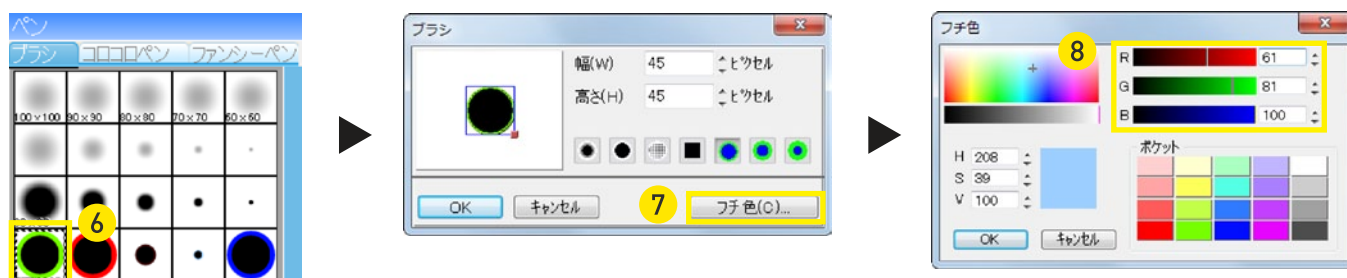 ペン
ブラシ コロコロペン ファンシーペン
100×100 90×90 80×80 70×70 60×60
6
ブラシ
幅(W) 45 ピクセル
高さ(H) 45 ピクセル
OK キャンセル 7 フチ色(C)...
フチ色
8
R 61
G 81
B 100
H 208
S 39
V 100
ポケット
OK キャンセル